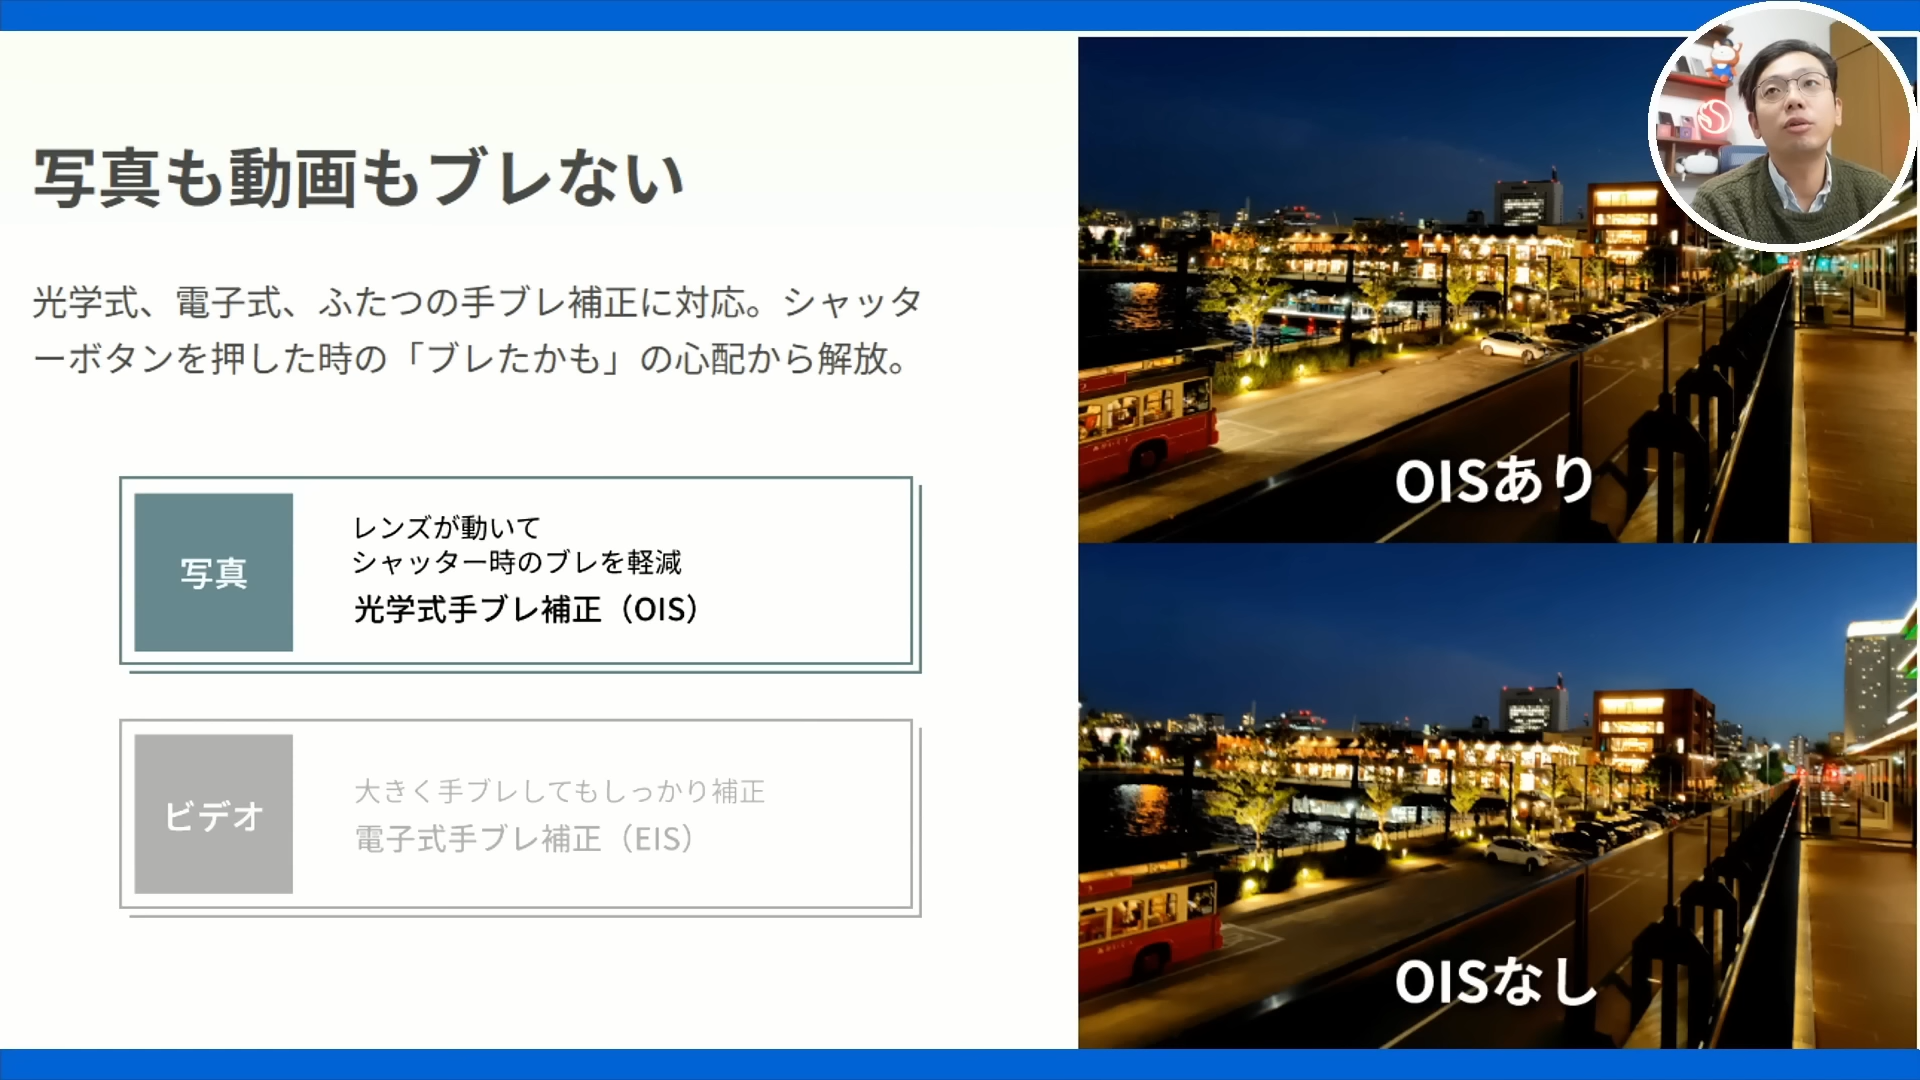 写真も動画もブレない
光学式、電子式、ふたつの手ブレ補正に対応。シャッタ
ーボタンを押した時の「ブレたかも」の心配から解放。
写真
レンズが動いて
シャッター時のブレを軽減
光学式手ブレ補正（OIS）
ビデオ
大きく手ブレしてもしっかり補正
電子式手ブレ補正（EIS）
OISあり
OISなし